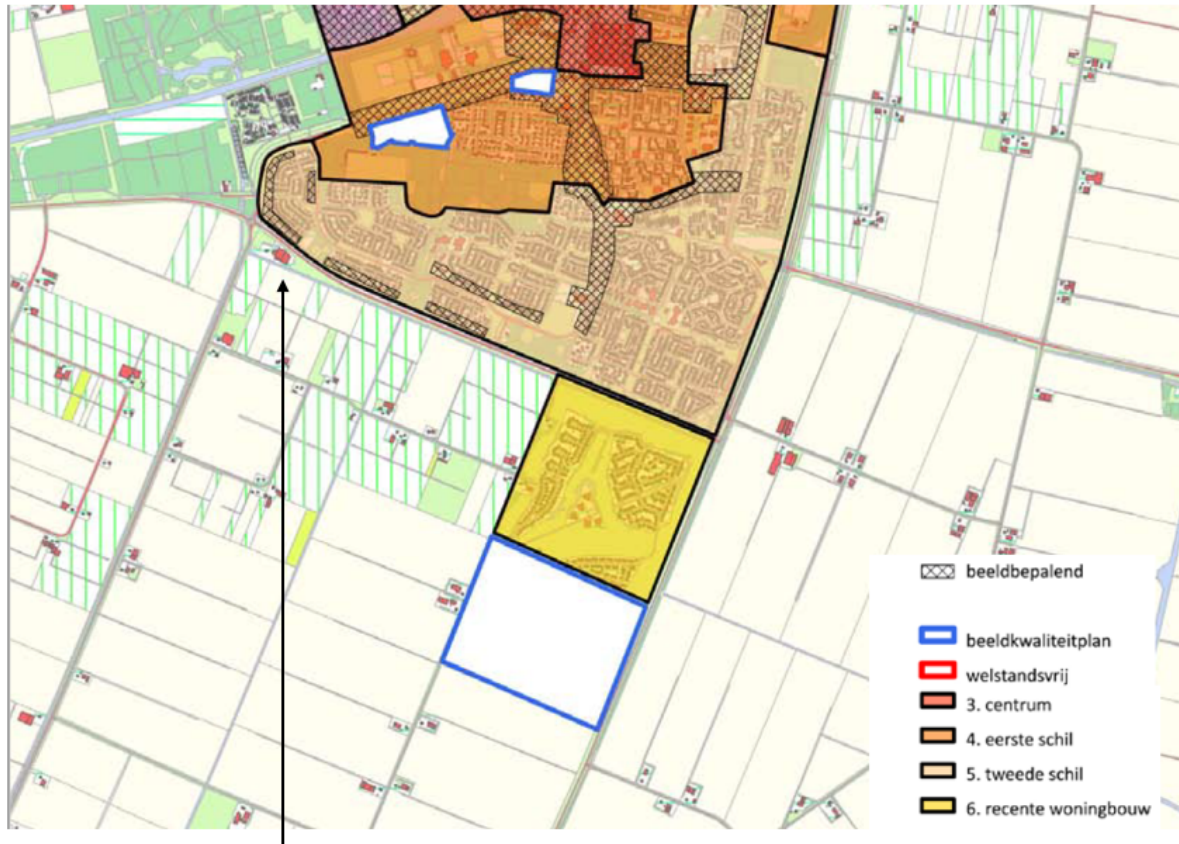 beeldbepalend
beeldkwaliteitplan
welstandsvrij
3. centrum
4. eerste schil
5. tweede schil
6. recente woningbouw